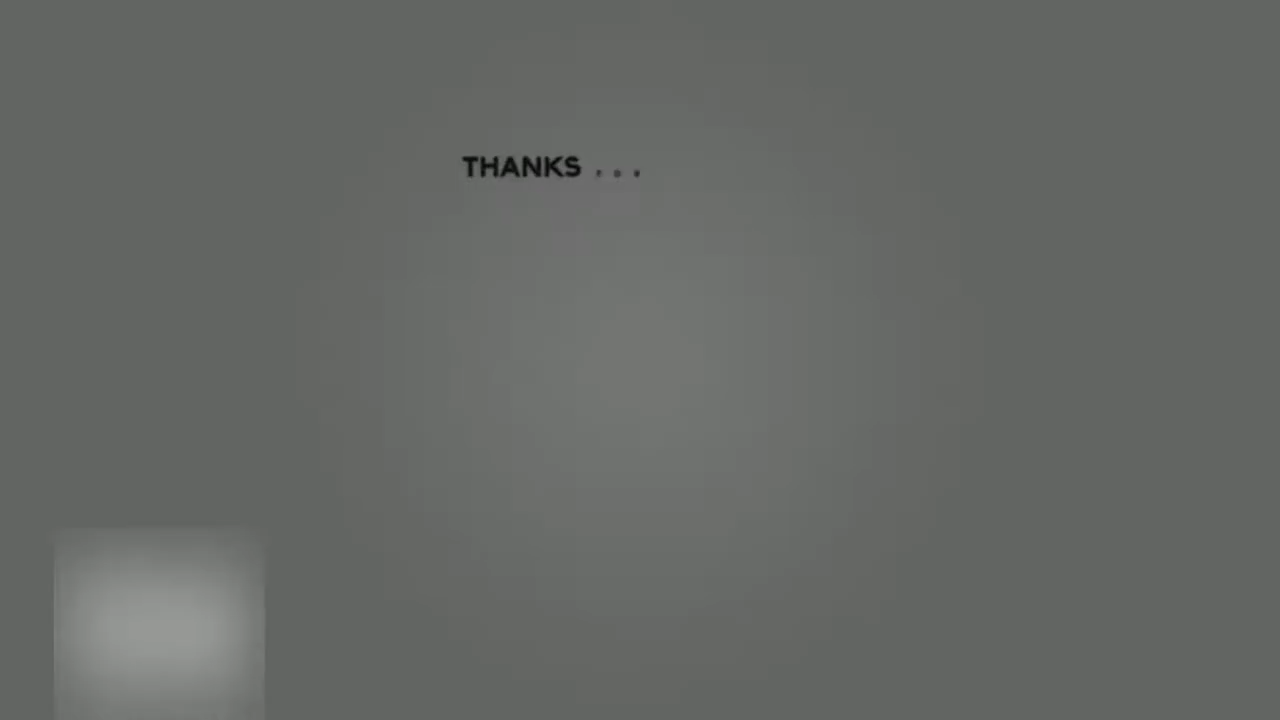 THANKS . . .